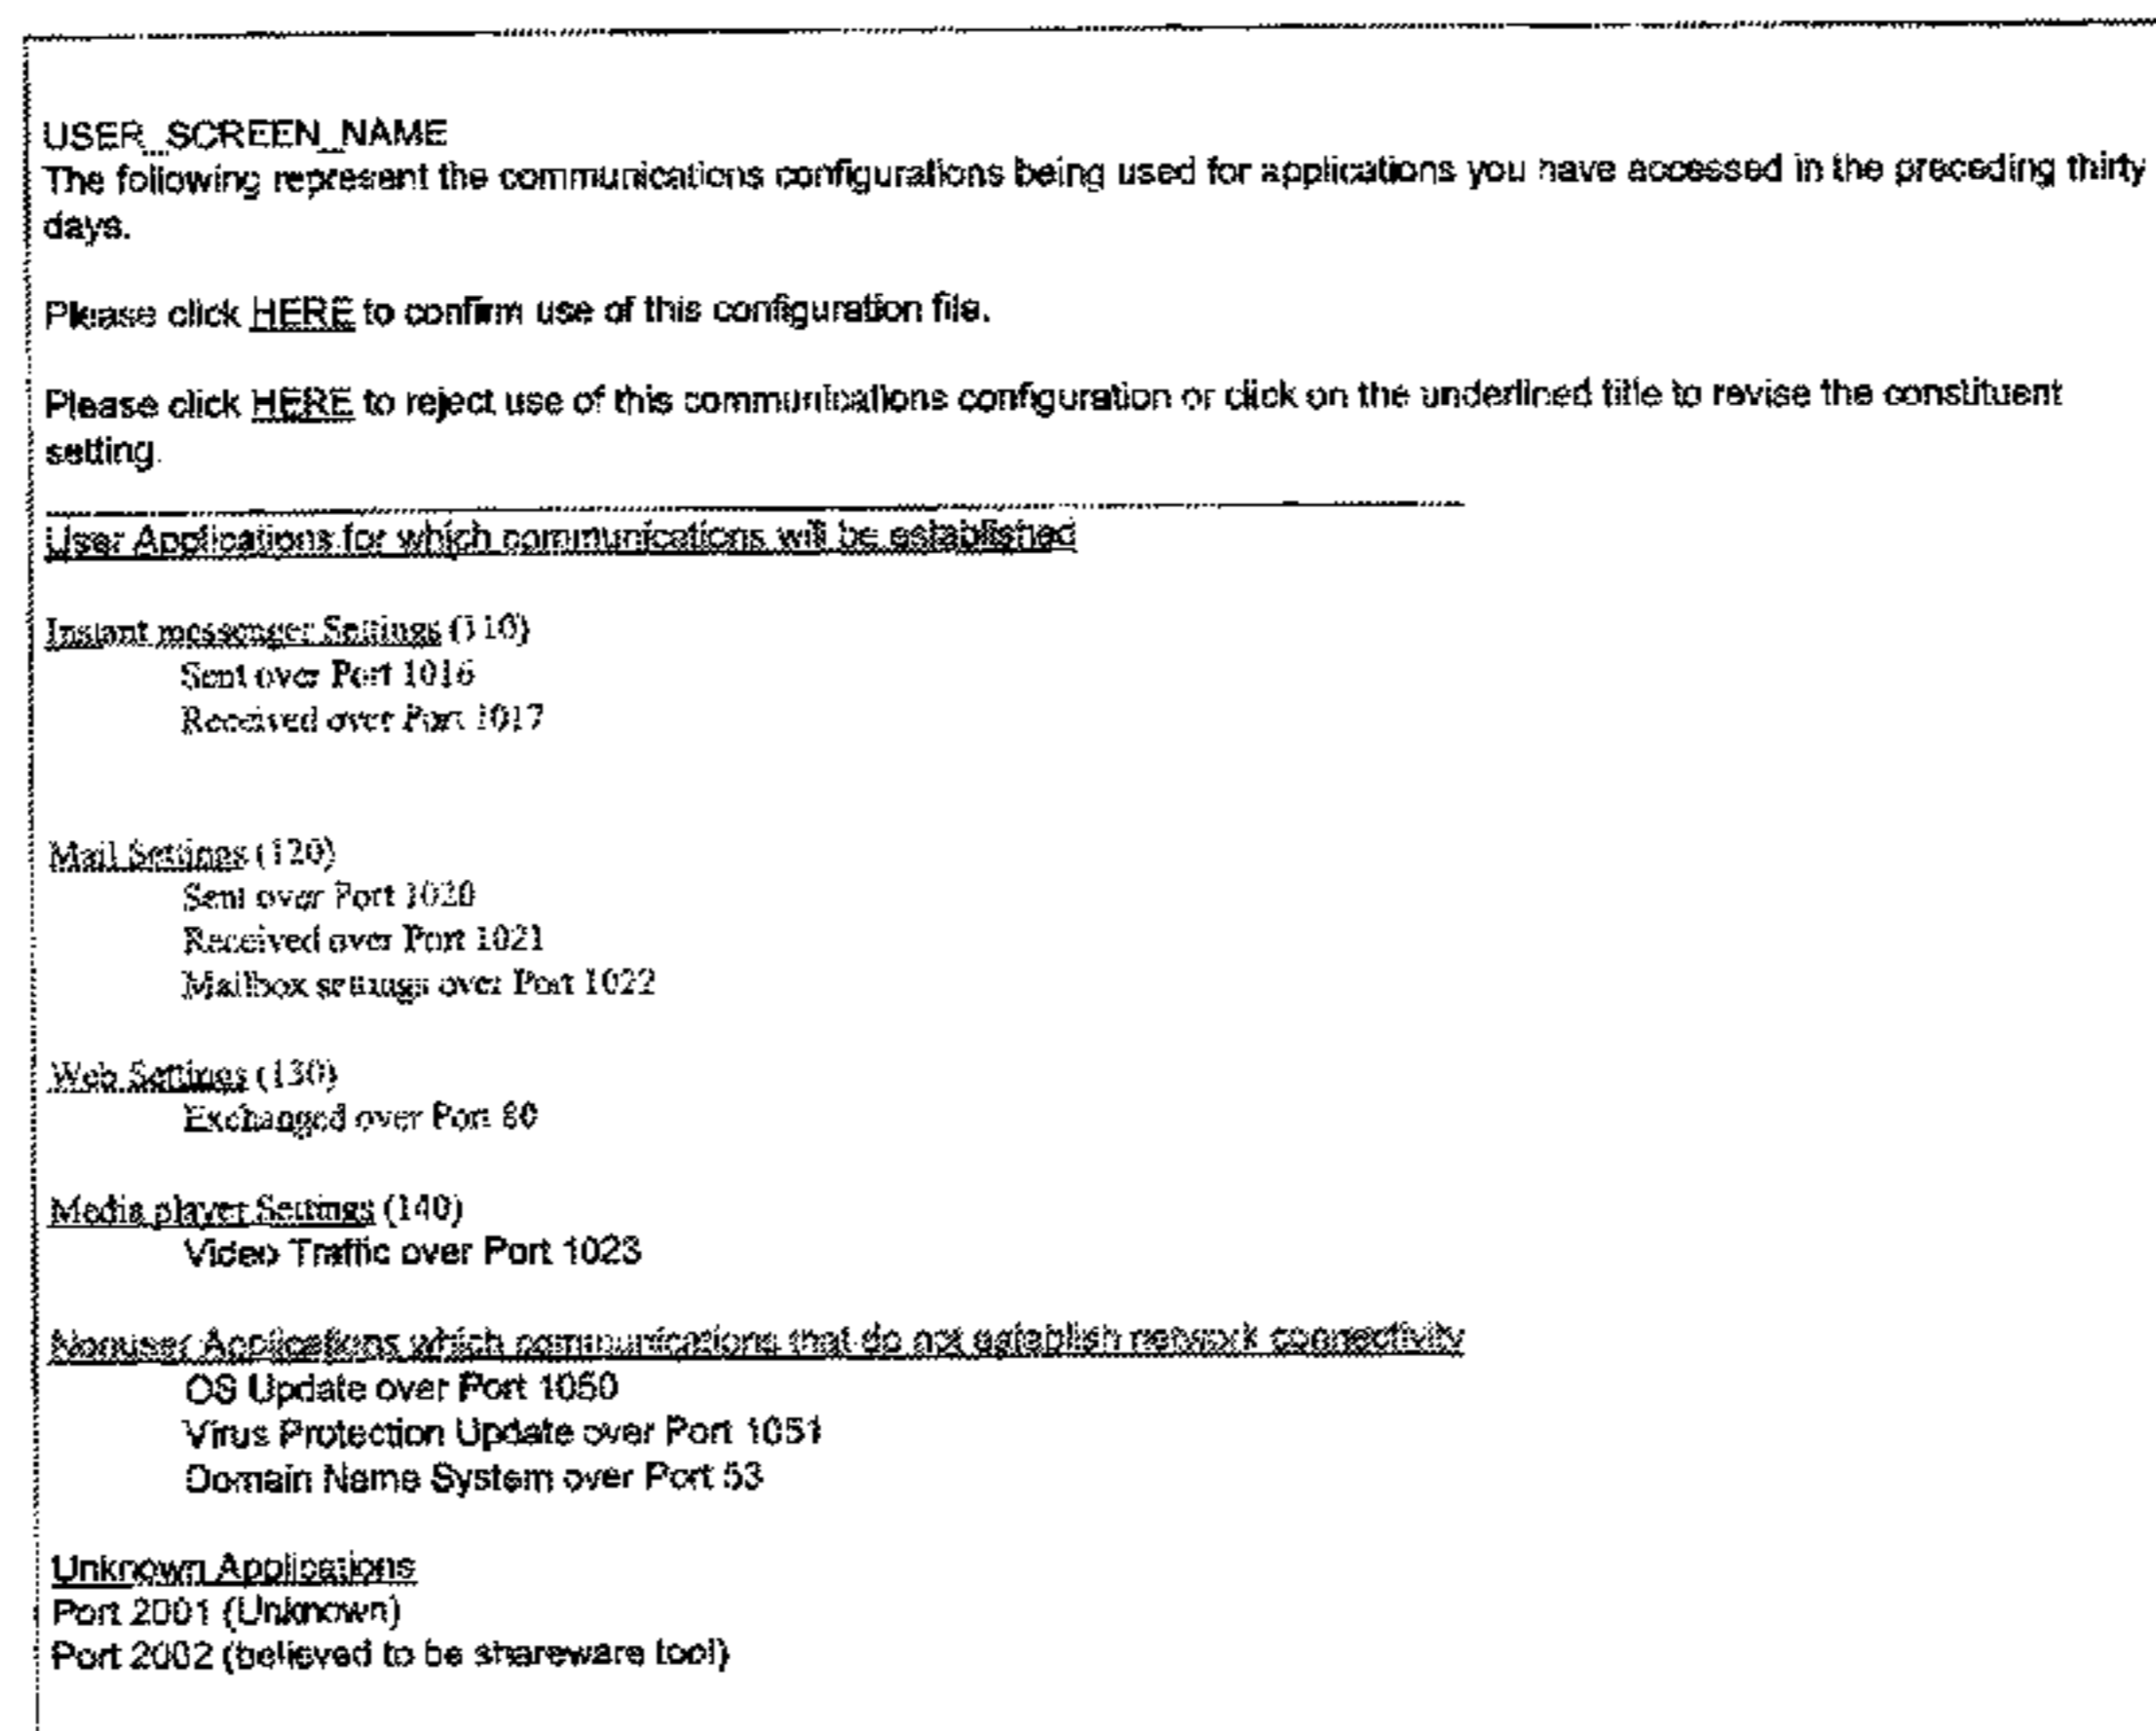 USER_SCREEN_NAME
The following represent the communications configurations being used for applications you have accessed in the preceding thirty
days.
Please click HERE to confirm use of this configuration file.
Please click HERE to reject use of this communications configuration or click on the underlined title to revise the constituent
setting.
User Applications for which communications will be established
Instant messenger Settings (110)
Sent over Port 1016
Received over Port 1017
Mail Settings (120)
Sent over Port 1020
Received over Port 1021
Mailbox settings over Port 1022
Web Settings (130)
Exchanged over Port 80
Media player Settings (140)
Video Traffic over Port 1023
Nonuser Applications which communications that do not establish network connectivity
OS Update over Port 1050
Virus Protection Update over Port 1051
Domain Name System over Port 53
Unknown Applications
Port 2001 (Unknown)
Port 2002 (believed to be shareware tool)